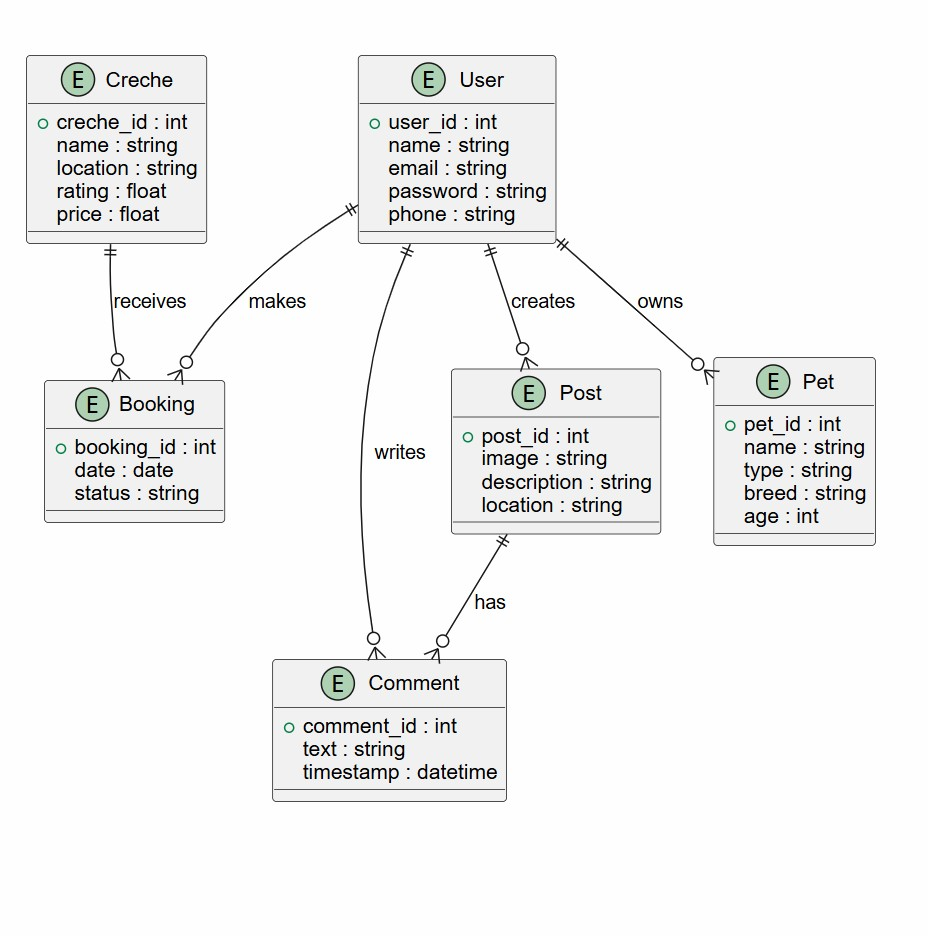 E Creche
creche_id : int
name : string
location : string
rating : float
price : float
E User
user_id : int
name : string
email : string
password : string
phone : string
receives
makes
creates
owns
E Booking
booking_id : int
date : date
status : string
writes
E Post
post_id : int
image : string
description : string
location : string
E Pet
pet_id : int
name : string
type : string
breed : string
age : int
has
E Comment
comment_id : int
text : string
timestamp : datetime